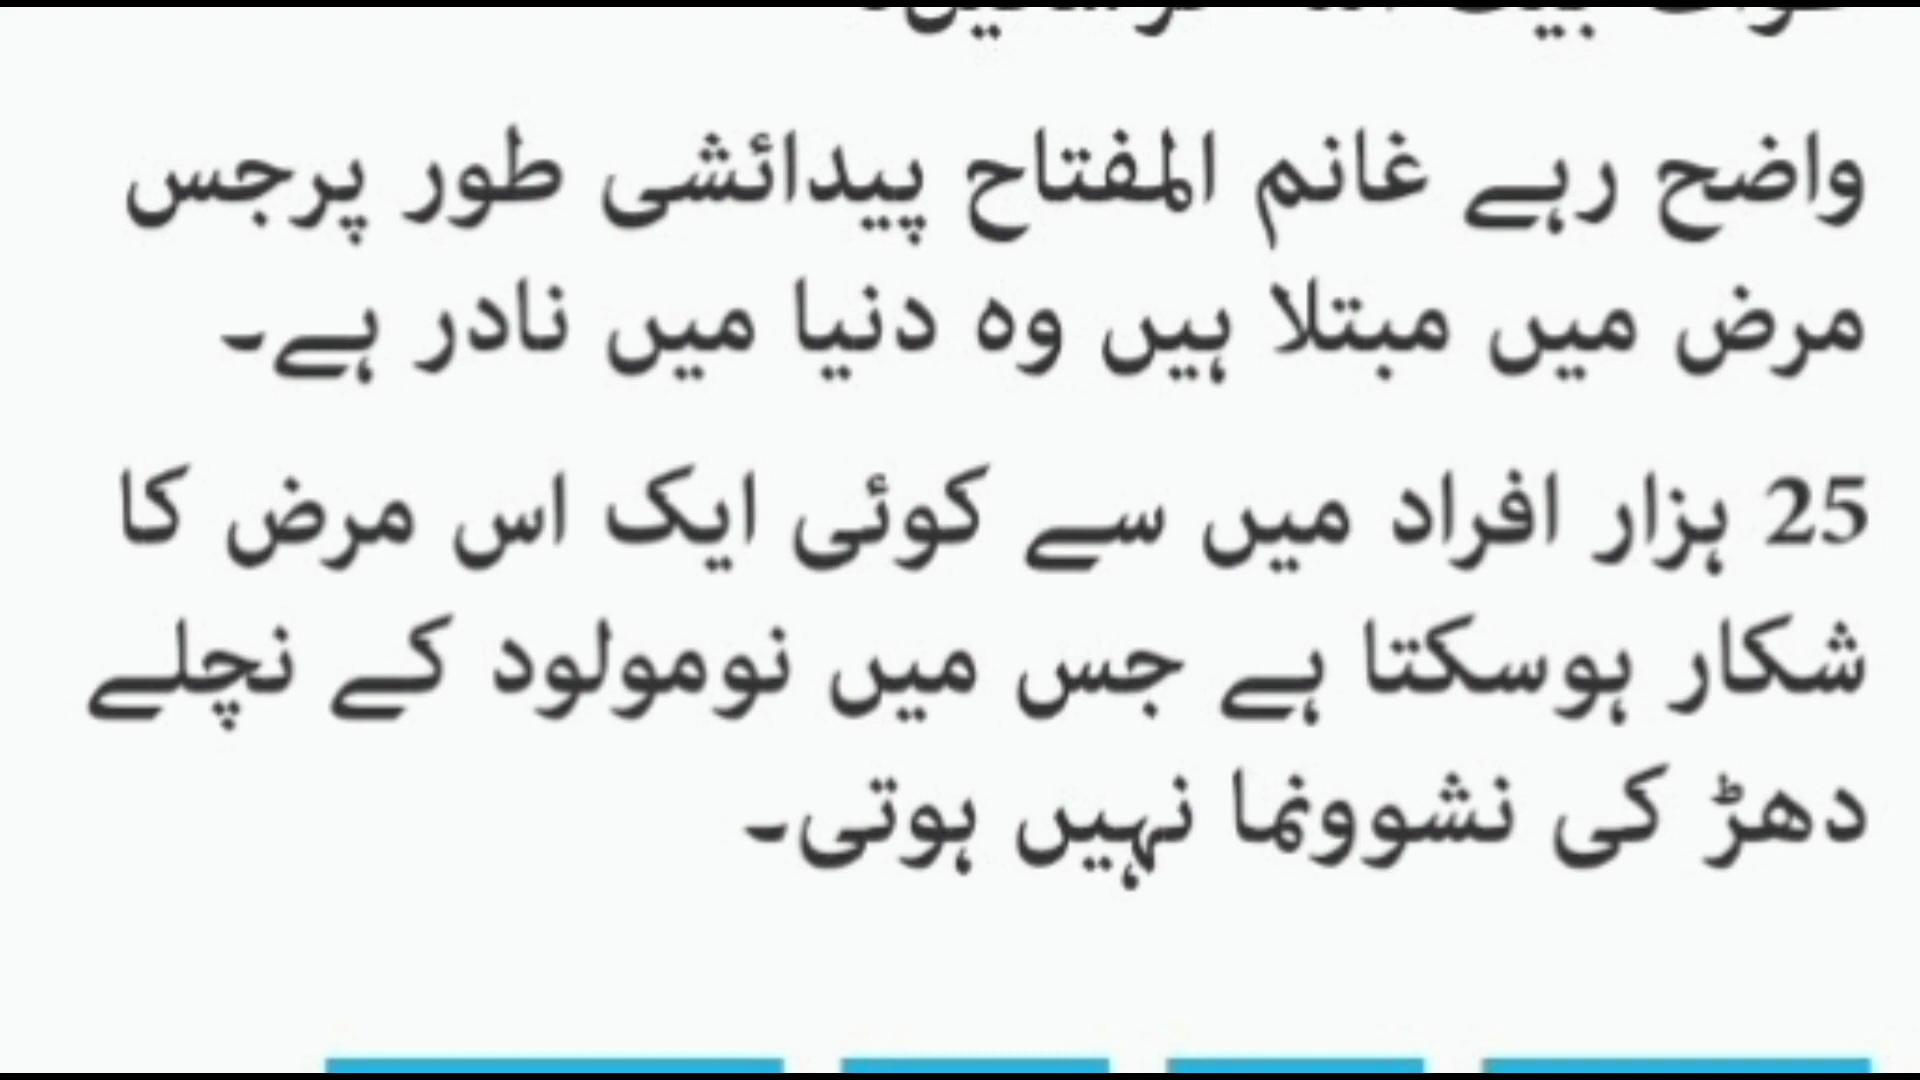 واضح رہے غانم المفتاح پیدائشی طور پرجس
مرض میں مبتلا ہیں وہ دنیا میں نادر ہے۔
25 ہزار افراد میں سے کوئی ایک اس مرض کا
شکار ہوسکتا ہے جس میں نومولود کے نچلے
دھڑ کی نشوونما نہیں ہوتی۔